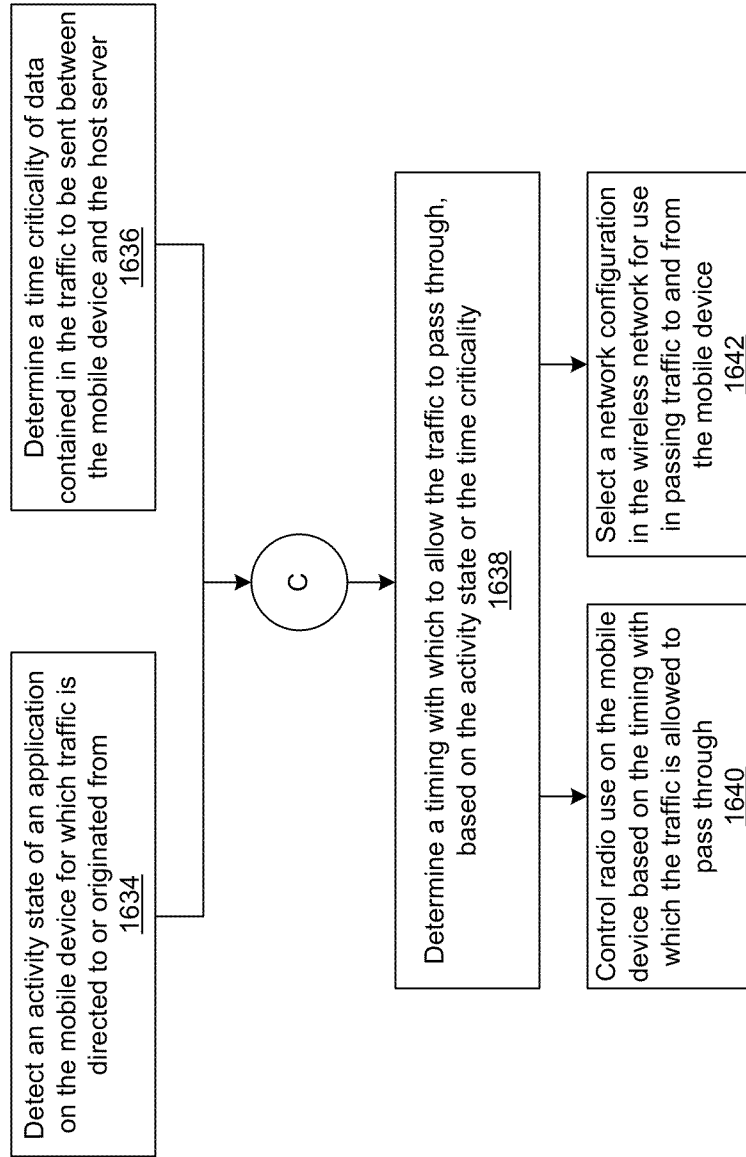 Detect an activity state of an application
on the mobile device for which traffic is
directed to or originated from
1634
Determine a time criticality of data
contained in the traffic to be sent between
the mobile device and the host server
1636
C
Determine a timing with which to allow the traffic to pass through,
based on the activity state or the time criticality
1638
Control radio use on the mobile
device based on the timing with
which the traffic is allowed to
pass through
1640
Select a network configuration
in the wireless network for use
in passing traffic to and from
the mobile device
1642